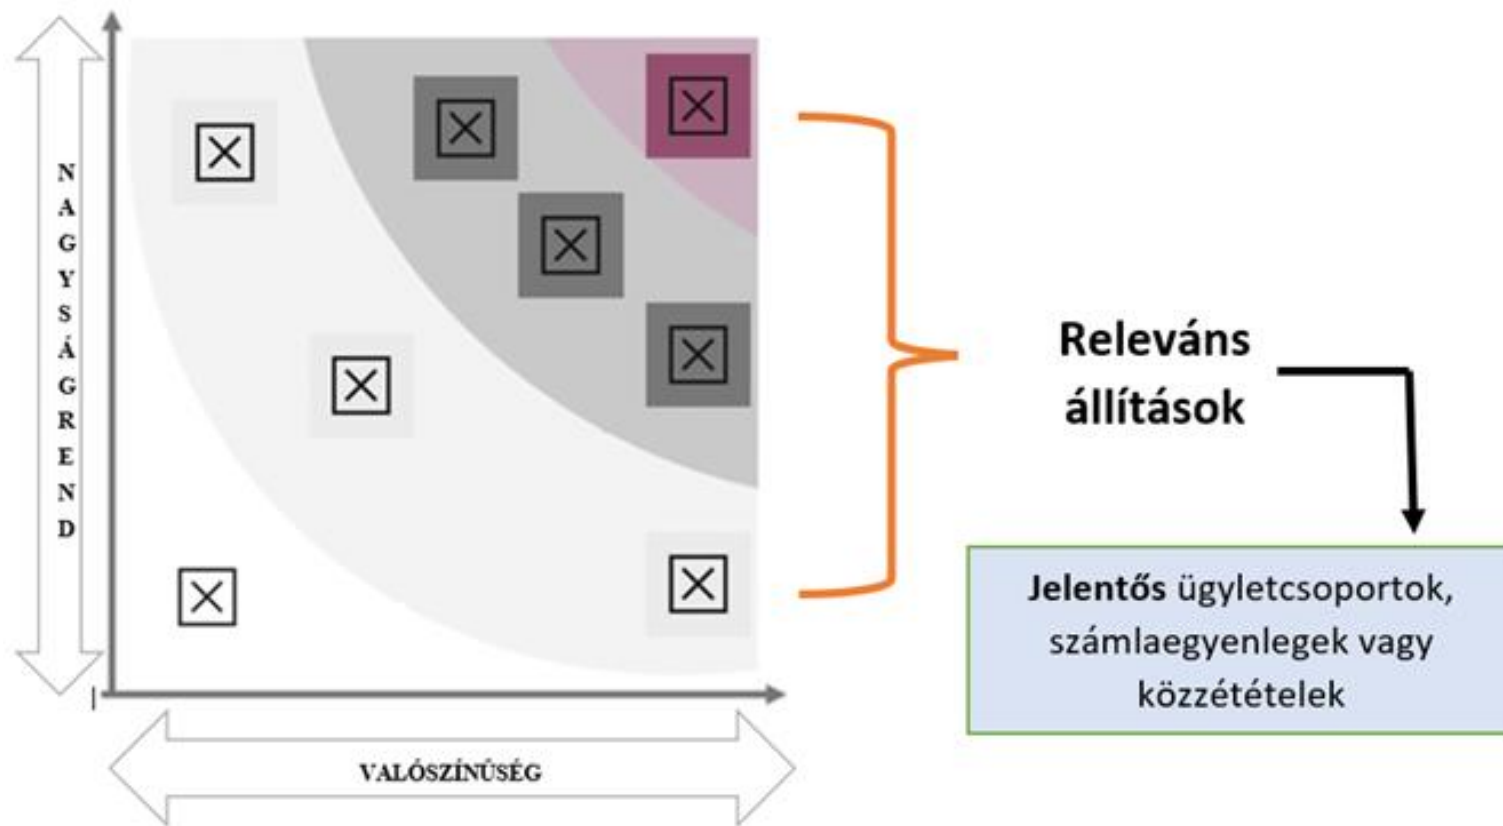 NAGYSÁGREND
VALÓSZÍNŰSÉG
Releváns
állítások
Jelentős ügyletcsoportok,
számlaegyenlegek vagy
közzétételek